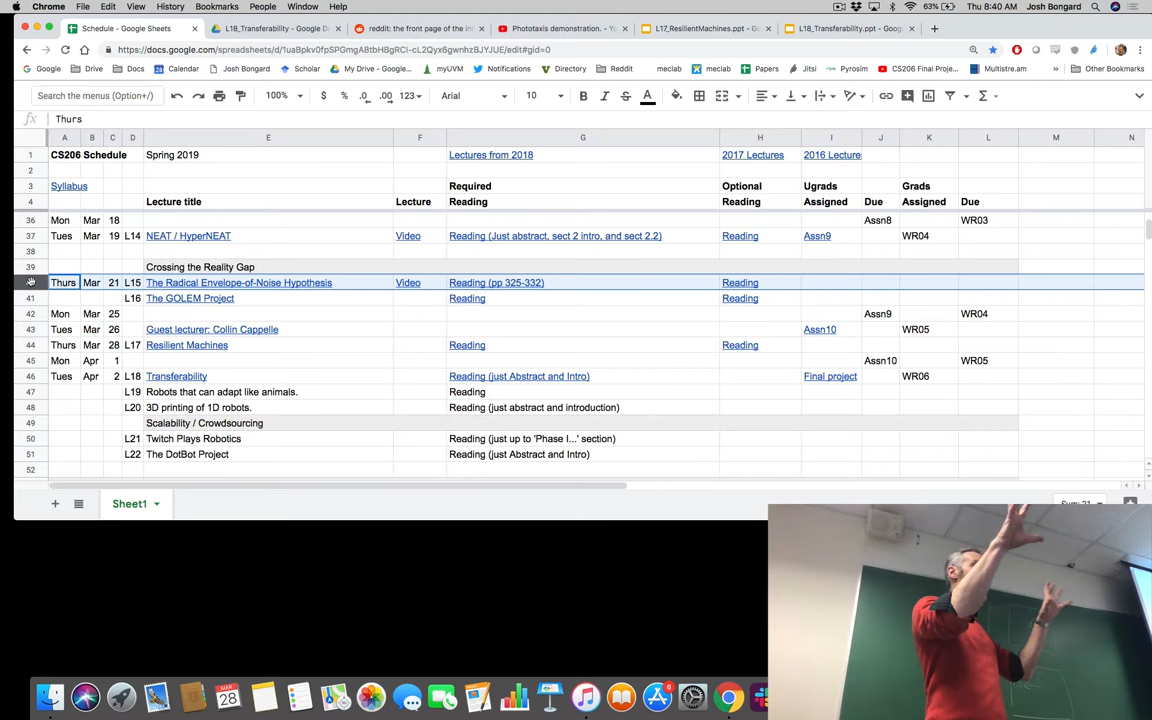 Chrome File Edit View History Bookmarks People Window Help 63% Thu 8:40 AM Josh Bongard
Schedule - Google Sheets L18_Transferability - Google D reddit: the front page of the in Phototaxis demonstration. - Yo L17_ResilientMachines.ppt - G L18_Transferability.ppt - Goog
https://docs.google.com/spreadsheets/d/1uaBpkv0fpSPGmgA8tbHBgRCl-cL2Qyx6gwnhzBJYJUE/edit#gid=0
Google Drive Docs Calendar Josh Bongard Scholar My Drive - Google... myUVM Notifications Directory Reddit meclab meclab Papers Jitsi Pyrosim CS206 Final Proje... Multistre.am Other Bookmarks
Search the menus (Option+/) 100% $ % .0 .00 123 Arial 10 B I S A
fx Thurs
A B C D E F G H I J K L M N
1 CS206 Schedule Spring 2019 Lectures from 2018 2017 Lectures 2016 Lecture
2
3 Syllabus Required Optional Ugrads Grads
4 Lecture title Lecture Reading Reading Assigned Due Assigned Due
36 Mon Mar 18 Assn8 WR03
37 Tues Mar 19 L14 NEAT / HyperNEAT Video Reading (Just abstract, sect 2 intro, and sect 2.2) Reading Assn9 WR04
38
39 Crossing the Reality Gap
Thurs Mar 21 L15 The Radical Envelope-of-Noise Hypothesis Video Reading (pp 325-332) Reading
41 L16 The GOLEM Project Reading Reading
42 Mon Mar 25 Assn9 WR04
43 Tues Mar 26 Guest lecturer: Collin Cappelle Assn10 WR05
44 Thurs Mar 28 L17 Resilient Machines Reading Reading
45 Mon Apr 1 Assn10 WR05
46 Tues Apr 2 L18 Transferability Reading (just Abstract and Intro) Final project WR06
47 L19 Robots that can adapt like animals. Reading
48 L20 3D printing of 1D robots. Reading (just abstract and introduction)
49 Scalability / Crowdsourcing
50 L21 Twitch Plays Robotics Reading (just up to 'Phase I...' section)
51 L22 The DotBot Project Reading (just Abstract and Intro)
52
Sheet1 Sum: 21
MAR 28 6